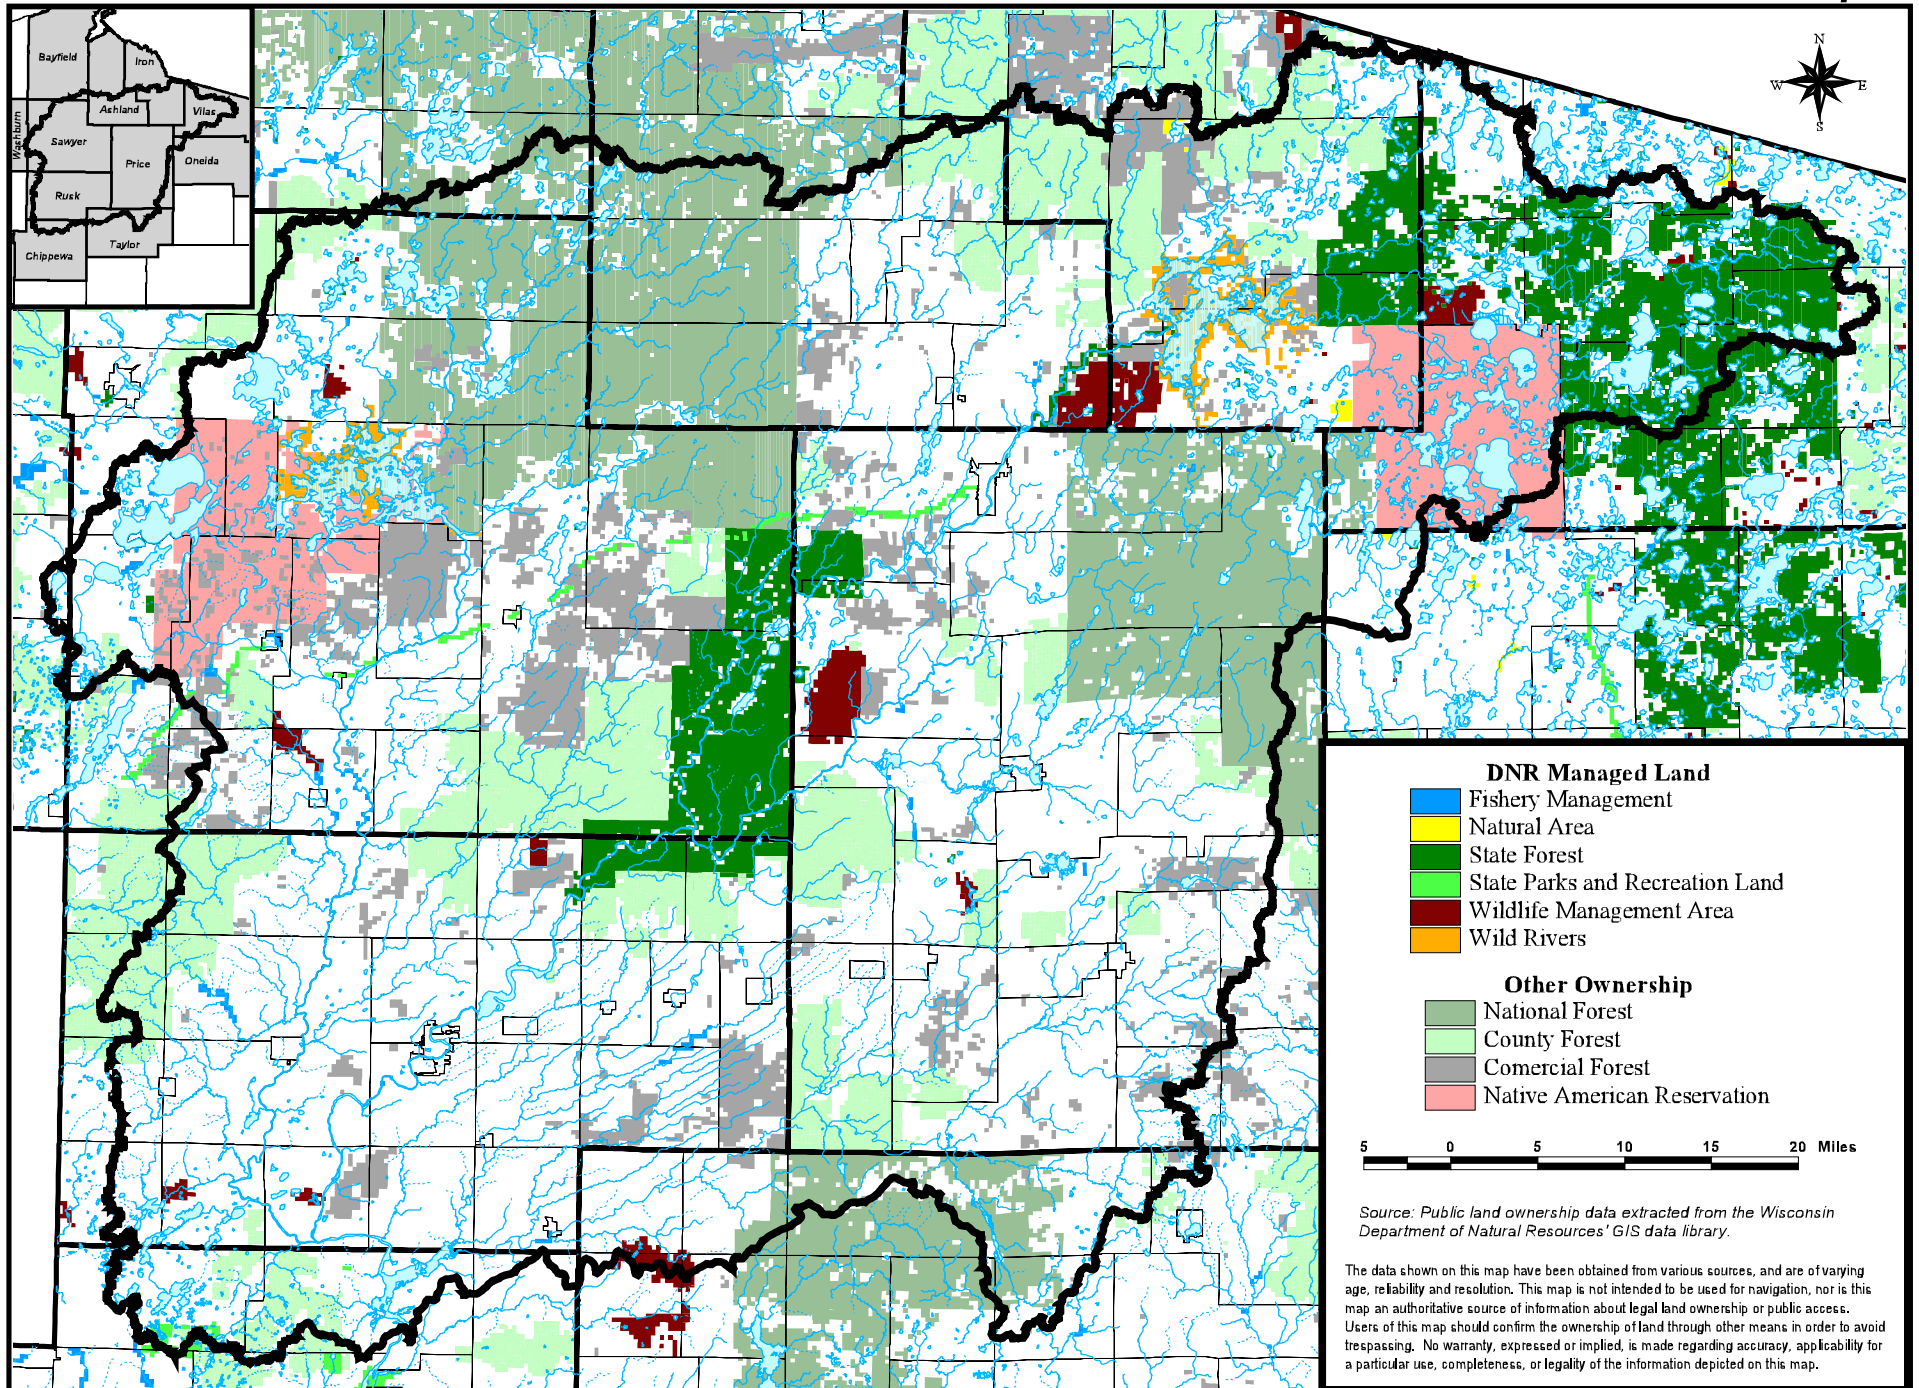 Bayfield
Iron
Ashland
Vilas
Washburn
Sawyer
Price
Oneida
Rusk
Taylor
Chippewa
N
W E
S
DNR Managed Land
Fishery Management
Natural Area
State Forest
State Parks and Recreation Land
Wildlife Management Area
Wild Rivers
Other Ownership
National Forest
County Forest
Comercial Forest
Native American Reservation
5 0 5 10 15 20 Miles
Source: Public land ownership data extracted from the Wisconsin
Department of Natural Resources' GIS data library.
The data shown on this map have been obtained from various sources, and are of varying
age, reliability and resolution. This map is not intended to be used for navigation, nor is this
map an authoritative source of information about legal land ownership or public access.
Users of this map should confirm the ownership of land through other means in order to avoid
trespassing. No warranty, expressed or implied, is made regarding accuracy, applicability for
a particular use, completeness, or legality of the information depicted on this map.